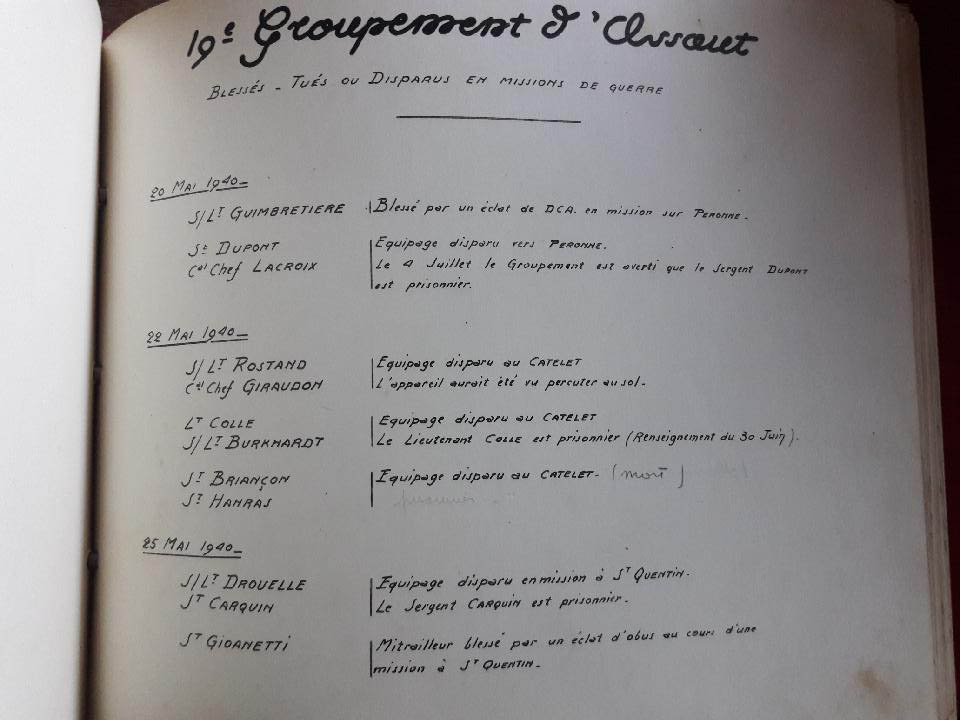 19e Groupement d'Assaut
BLESSÉS - TUÉS OU DISPARUS EN MISSIONS DE GUERRE
20 MAI 1940-
S/LT GUIMBRETIERE Blessé par un éclat de DCA. en mission sur PERONNE.
St DUPONT Equipage disparu vers PERONNE.
Cal Chef LACROIX Le 4 Juillet le Groupement est averti que le Sergent DUPONT
est prisonnier.
22 MAI 1940-
S/LT ROSTAND Equipage disparu au CATELET
Cal Chef GIRAUDON L'appareil aurait été vu percuter au sol.
LT COLLE Equipage disparu au CATELET
S/LT BURKHARDT Le Lieutenant COLLE est prisonnier (Renseignement du 30 Juin).
ST BRIANÇON Equipage disparu au CATELET- (mort)
ST HANRAS prisonnier -
25 MAI 1940-
S/LT DROUELLE Equipage disparu en mission à ST QUENTIN.
ST CARQUIN Le Sergent CARQUIN est prisonnier.
ST GIOANETTI Mitrailleur blessé par un éclat d'obus au cours d'une
mission à ST QUENTIN-